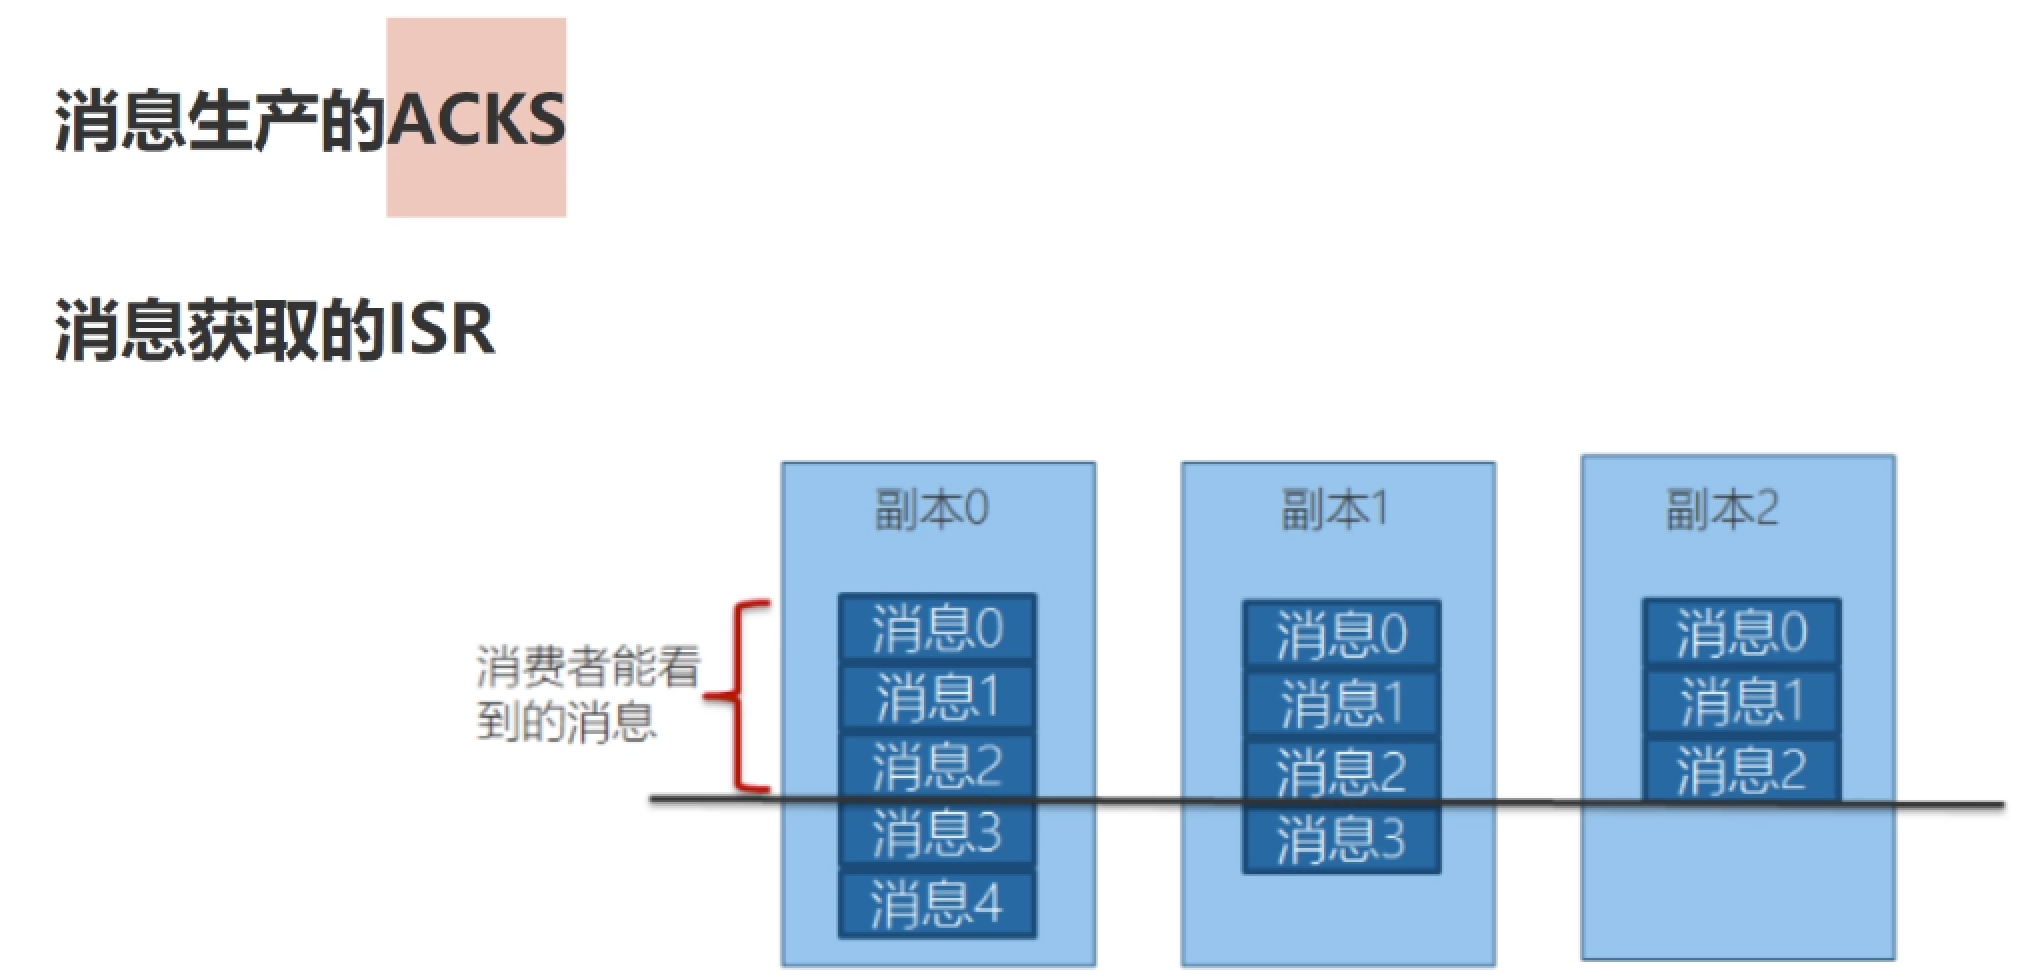 消息生产的ACKS
消息获取的ISR
副本0
副本1
副本2
消费者能看
到的消息
消息0
消息1
消息2
消息3
消息4
消息0
消息1
消息2
消息3
消息0
消息1
消息2